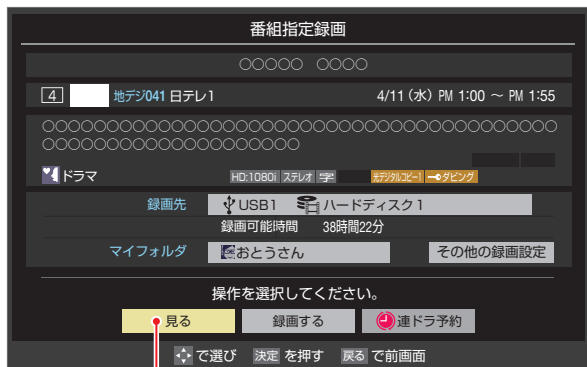 番組指定録画
○○○○○ ○○○○
4 地デジ041 日テレ1 4/11(水) PM 1:00 ～ PM 1:55
○○○○○○○○○○○○○○○○○○○○○○○○○○○○○○○○○○○○○○○○
○○○○○○○○○○○○○○○○○○○○
ドラマ HD:1080i ステレオ 字 光デジタルコピー1 ダビング
録画先 USB1 ハードディスク1
録画可能時間 38時間22分
マイフォルダ おとうさん その他の録画設定
操作を選択してください。
見る 録画する 連ドラ予約
で選び 決定 を押す 戻る で前画面